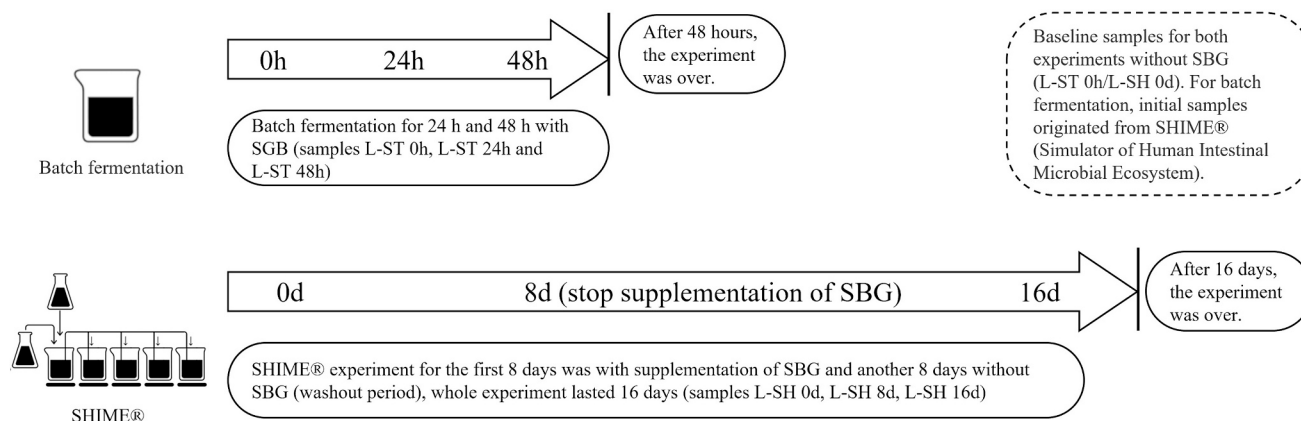 0h 24h 48h
After 48 hours,
the experiment
was over.
Batch fermentation for 24 h and 48 h with
SGB (samples L-ST 0h, L-ST 24h and
L-ST 48h)
Batch fermentation
Baseline samples for both
experiments without SBG
(L-ST 0h/L-SH 0d). For batch
fermentation, initial samples
originated from SHIME®
(Simulator of Human Intestinal
Microbial Ecosystem).
0d 8d (stop supplementation of SBG) 16d
After 16 days,
the experiment
was over.
SHIME® experiment for the first 8 days was with supplementation of SBG and another 8 days without
SBG (washout period), whole experiment lasted 16 days (samples L-SH 0d, L-SH 8d, L-SH 16d)
SHIME®